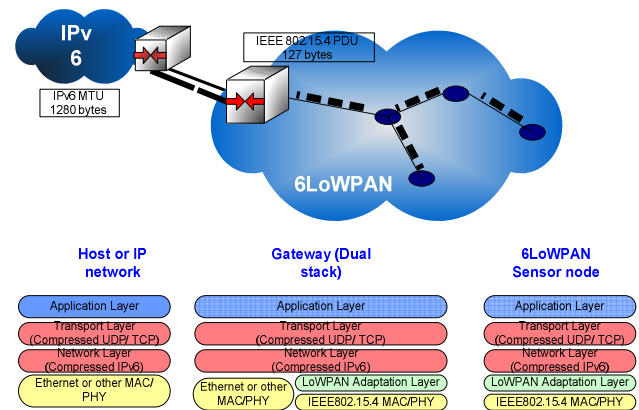 IPv
6
IEEE 802.15.4 PDU
127 bytes
IPv6 MTU
1280 bytes
6LoWPAN
Host or IP
network
Gateway (Dual
stack)
6LoWPAN
Sensor node
Application Layer
Transport Layer
(Compressed UDP/ TCP)
Network Layer
(Compressed IPv6)
Ethernet or other MAC/
PHY
Application Layer
Transport Layer
(Compressed UDP/ TCP)
Network Layer
(Compressed IPv6)
Ethernet or other
MAC/PHY
LoWPAN Adaptation Layer
IEEE802.15.4 MAC/PHY
Application Layer
Transport Layer
(Compressed UDP/ TCP)
Network Layer
(Compressed IPv6)
LoWPAN Adaptation Layer
IEEE802.15.4 MAC/PHY